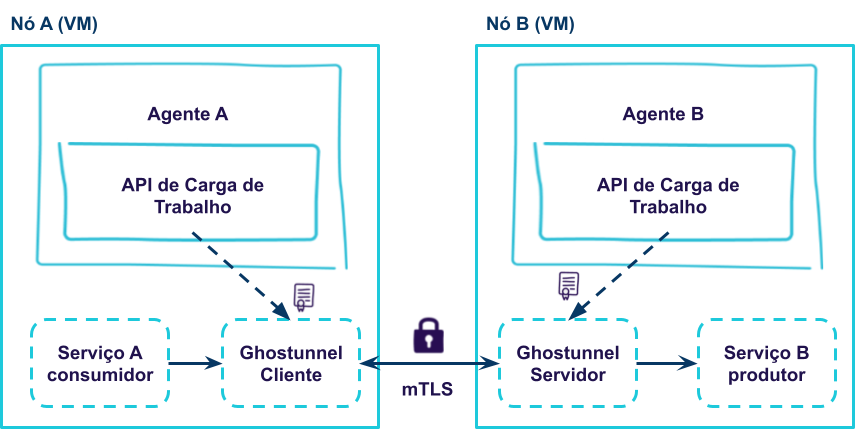 Nó A (VM)
Nó B (VM)
Agente A
API de Carga de
Trabalho
Agente B
API de Carga de
Trabalho
Serviço A
consumidor
Ghostunnel
Cliente
mTLS
Ghostunnel
Servidor
Serviço B
produtor